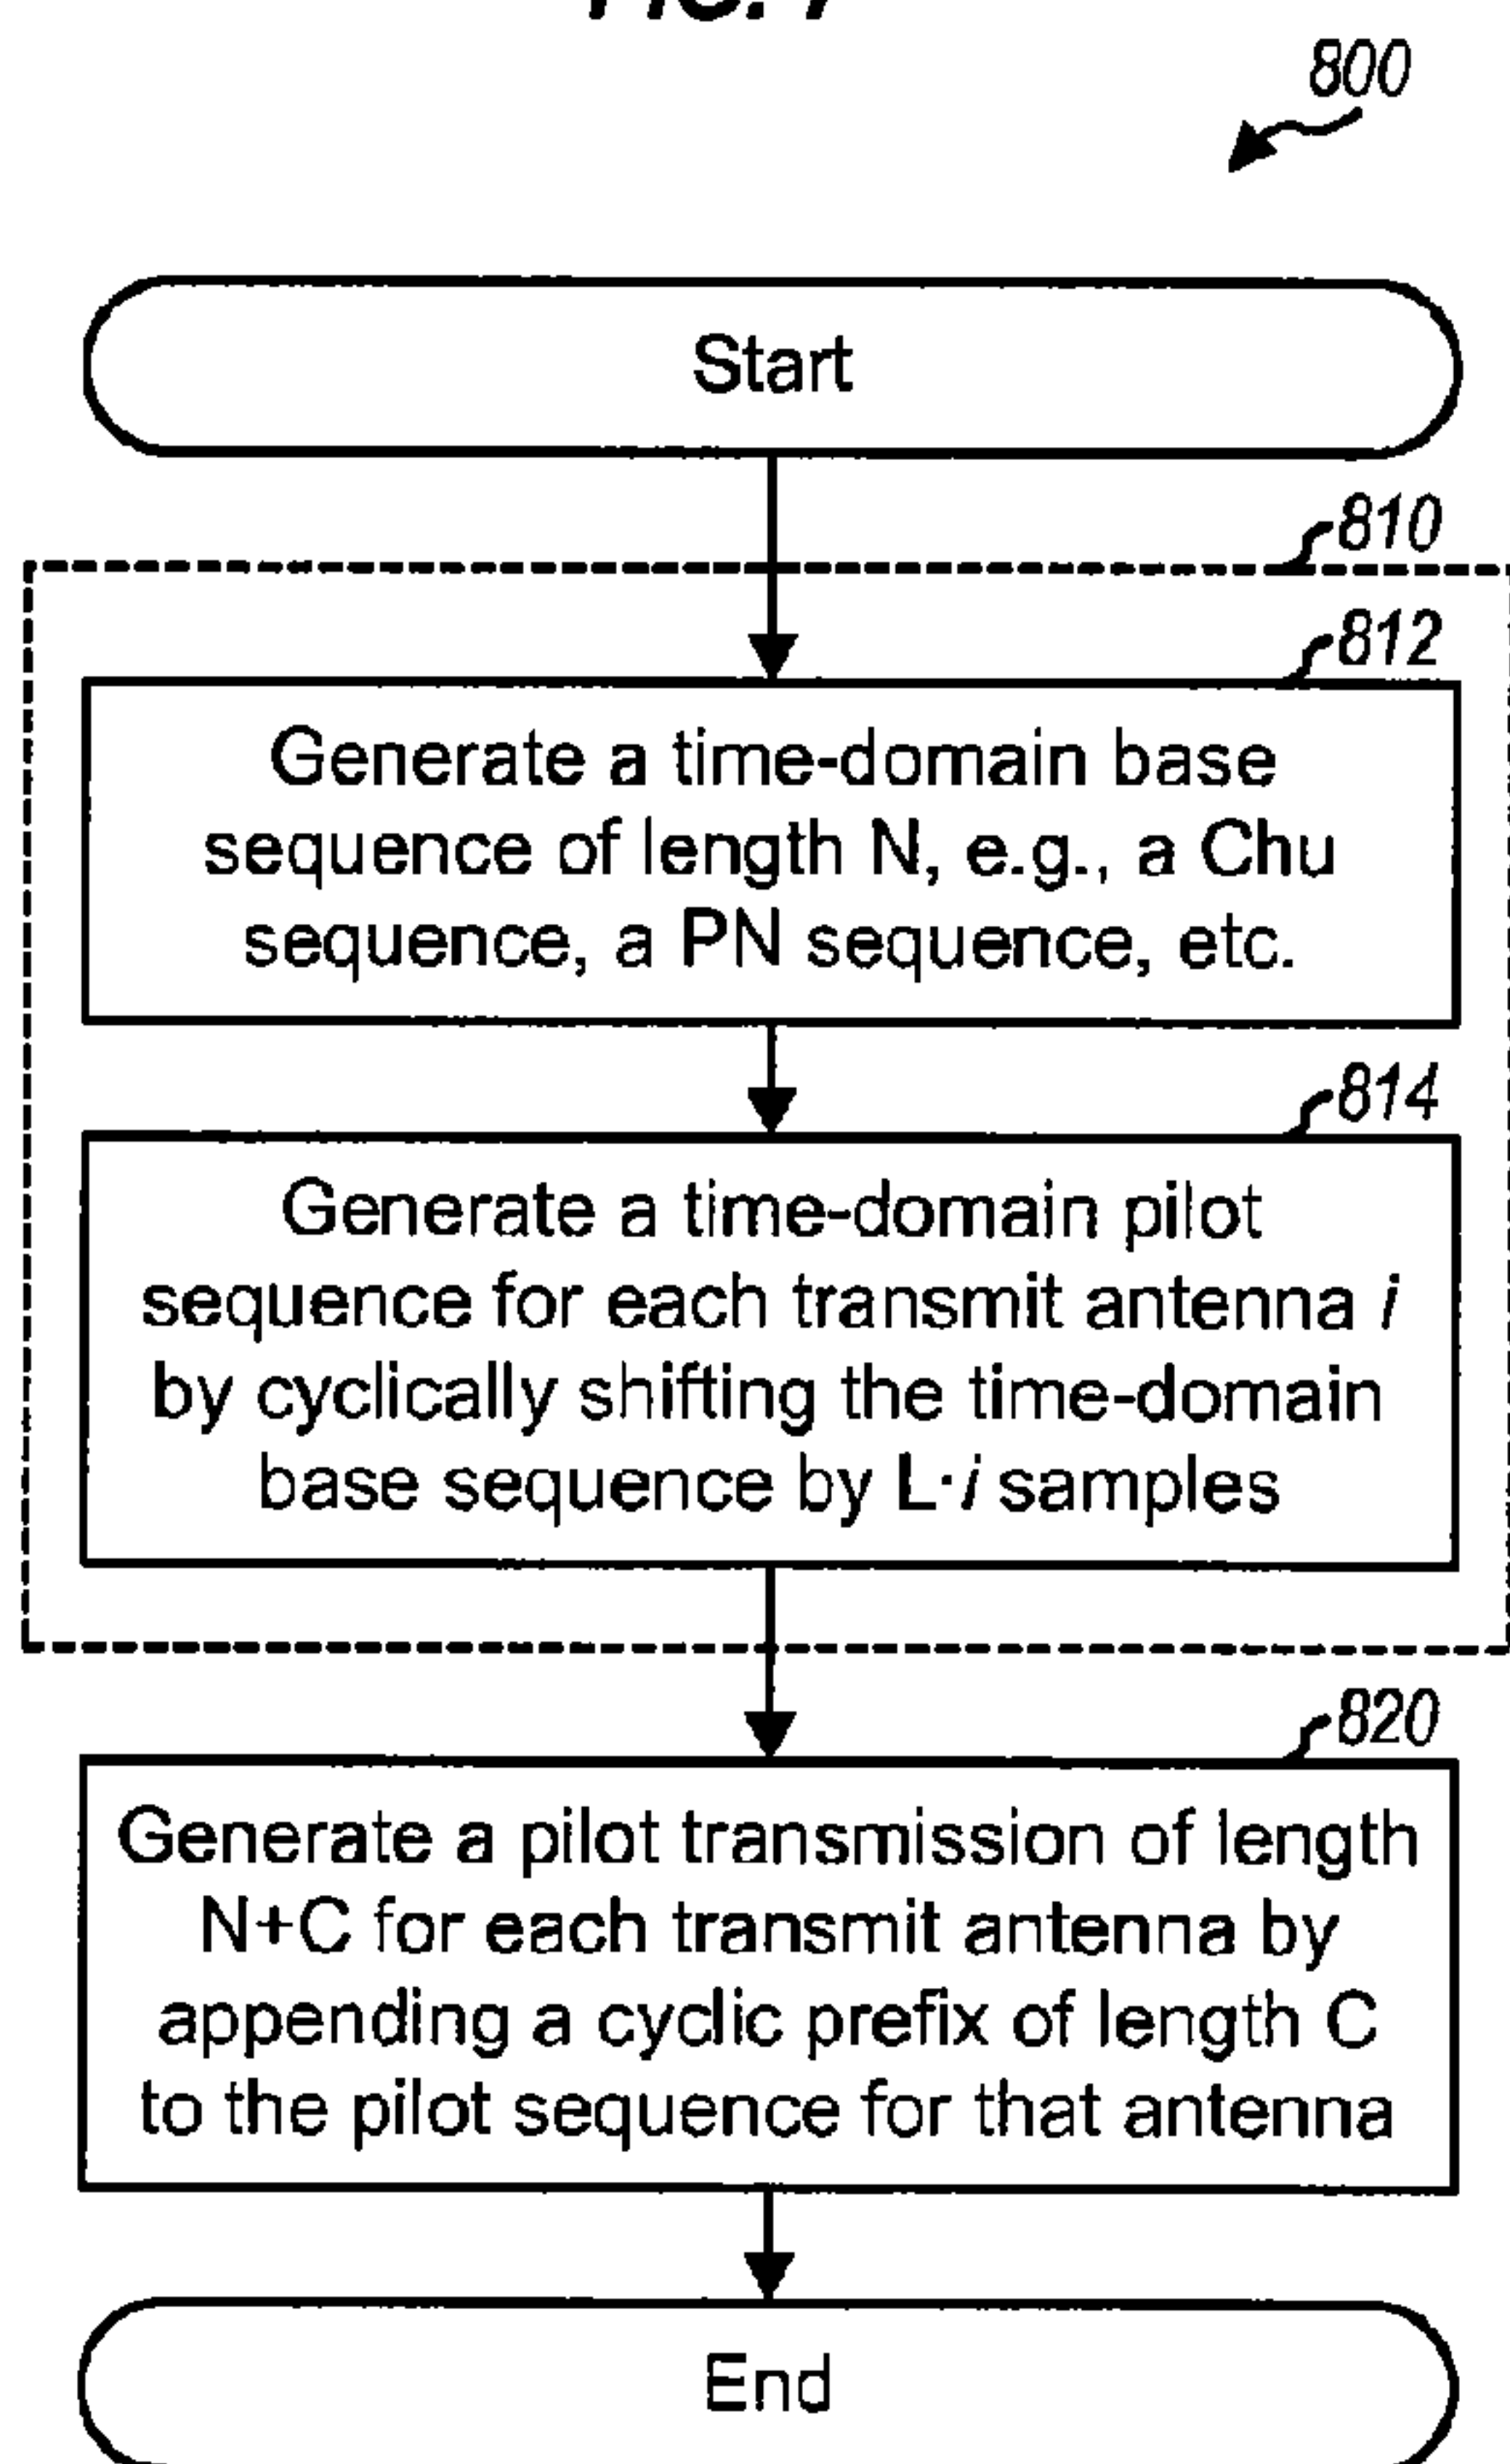 800
Start
810
812
Generate a time-domain base
sequence of length N, e.g., a Chu
sequence, a PN sequence, etc.
814
Generate a time-domain pilot
sequence for each transmit antenna i
by cyclically shifting the time-domain
base sequence by L·i samples
820
Generate a pilot transmission of length
N+C for each transmit antenna by
appending a cyclic prefix of length C
to the pilot sequence for that antenna
End